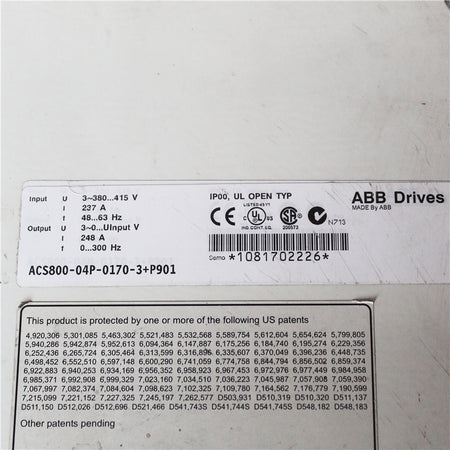 Input U 3~380...415 V
I 237 A
f 48...63 Hz
Output U 3~0...UInput V
I 248 A
f 0...300 Hz
ACS800-04P-0170-3+P901
IP00, UL OPEN TYP
LISTED 45Y1
IND. CONT. EQ.
N713
*1081702226*
ABB Drives
MADE By ABB
This product is protected by one or more of the following US patents
4,920,306 5,301,085 5,463,302 5,521,483 5,532,568 5,589,754 5,612,604 5,654,624 5,799,805
5,940,286 5,942,874 5,952,613 6,094,364 6,147,887 6,175,256 6,184,740 6,195,274 6,229,356
6,252,436 6,265,724 6,305,464 6,313,599 6,316,896 6,335,607 6,370,049 6,396,236 6,448,735
6,498,452 6,552,510 6,597,148 6,600,290 6,741,059 6,774,758 6,844,794 6,856,502 6,859,374
6,922,883 6,940,253 6,934,169 6,956,352 6,958,923 6,967,453 6,972,976 6,977,449 6,984,958
6,985,371 6,992,908 6,999,329 7,023,160 7,034,510 7,036,223 7,045,987 7,057,908 7,059,390
7,067,997 7,082,374 7,084,604 7,098,623 7,102,325 7,109,780 7,164,562 7,176,779 7,190,599
7,215,099 7,221,152 7,227,325 7,245,197 7,262,577 D503,931 D510,319 D510,320 D511,137
D511,150 D512,026 D512,696 D521,466 D541,743S D541,744S D541,745S D548,182 D548,183
Other patents pending